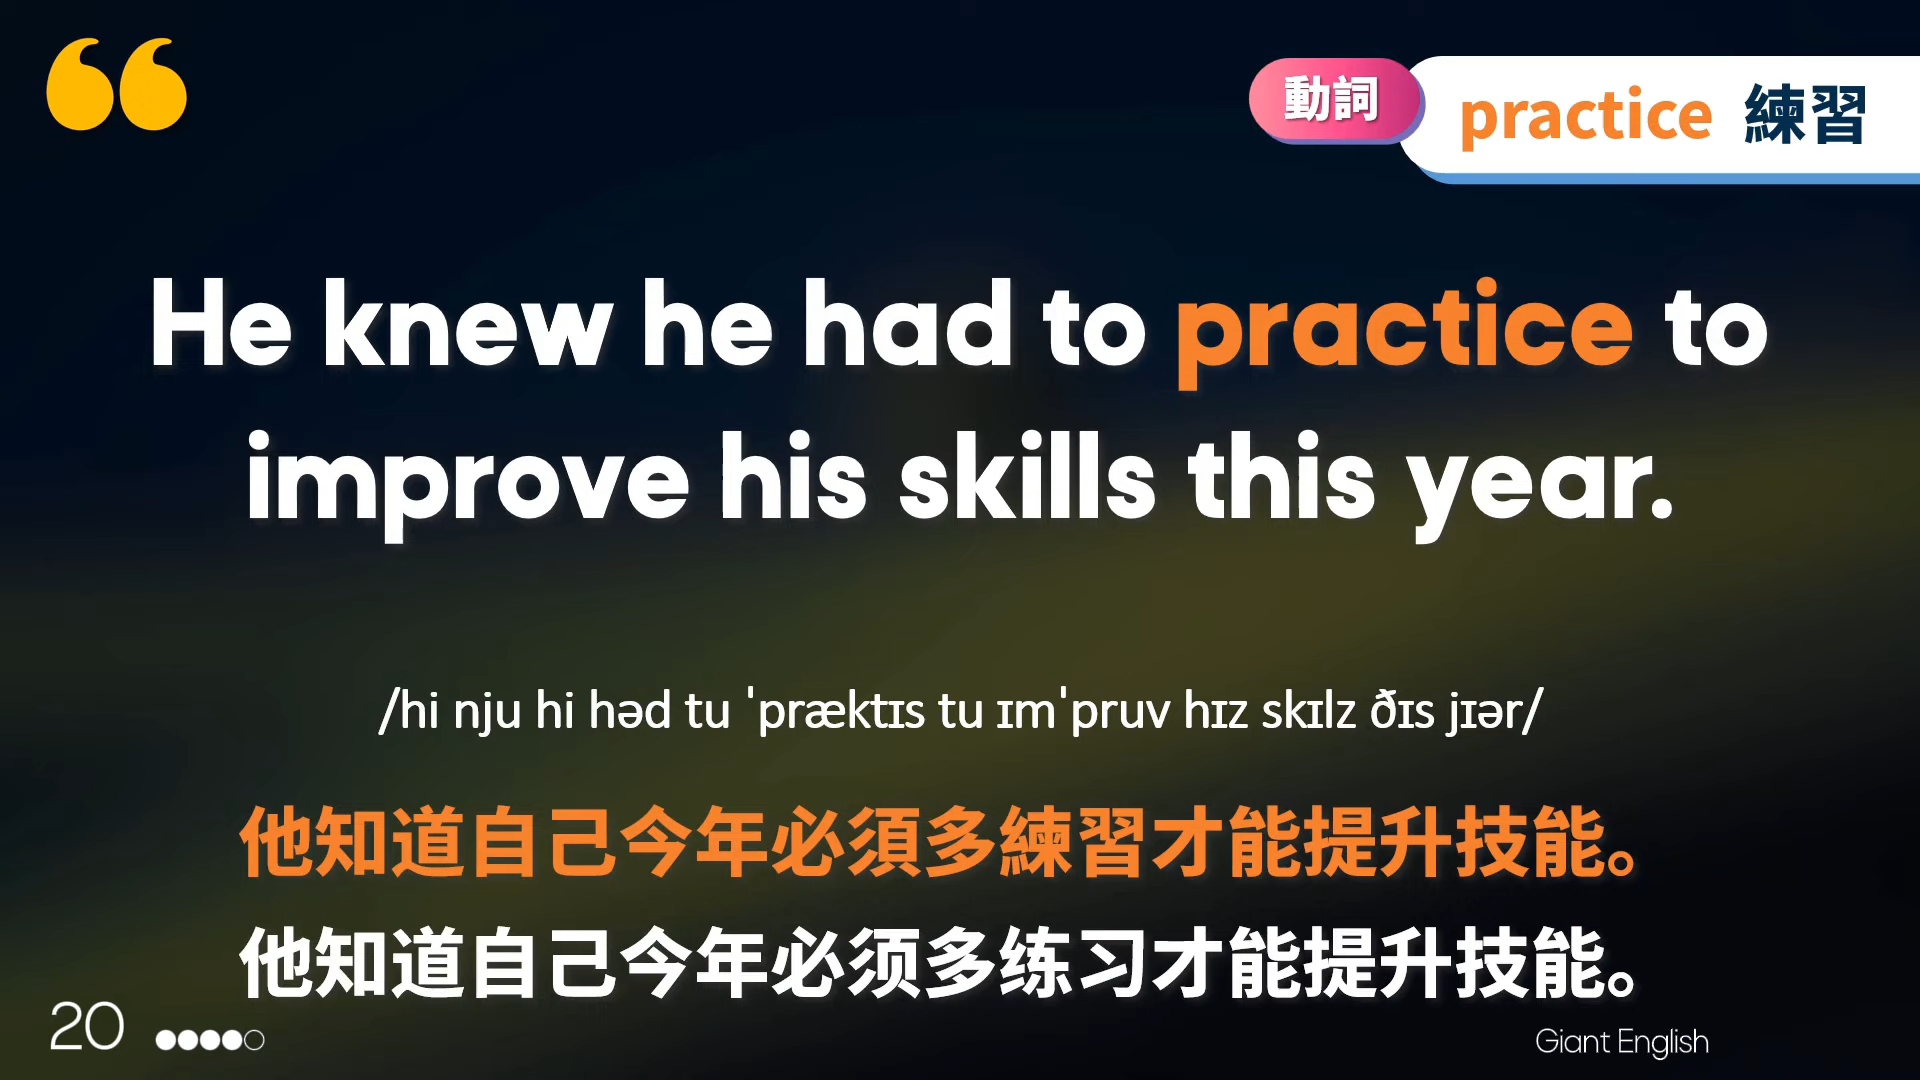 動詞
practice 練習
He knew he had to practice to
improve his skills this year.
/hi nju hi həd tu ˈpræktɪs tu ɪmˈpruv hɪz skɪlz ðɪs jɪər/
他知道自己今年必須多練習才能提升技能。
他知道自己今年必须多练习才能提升技能。
20
Giant English